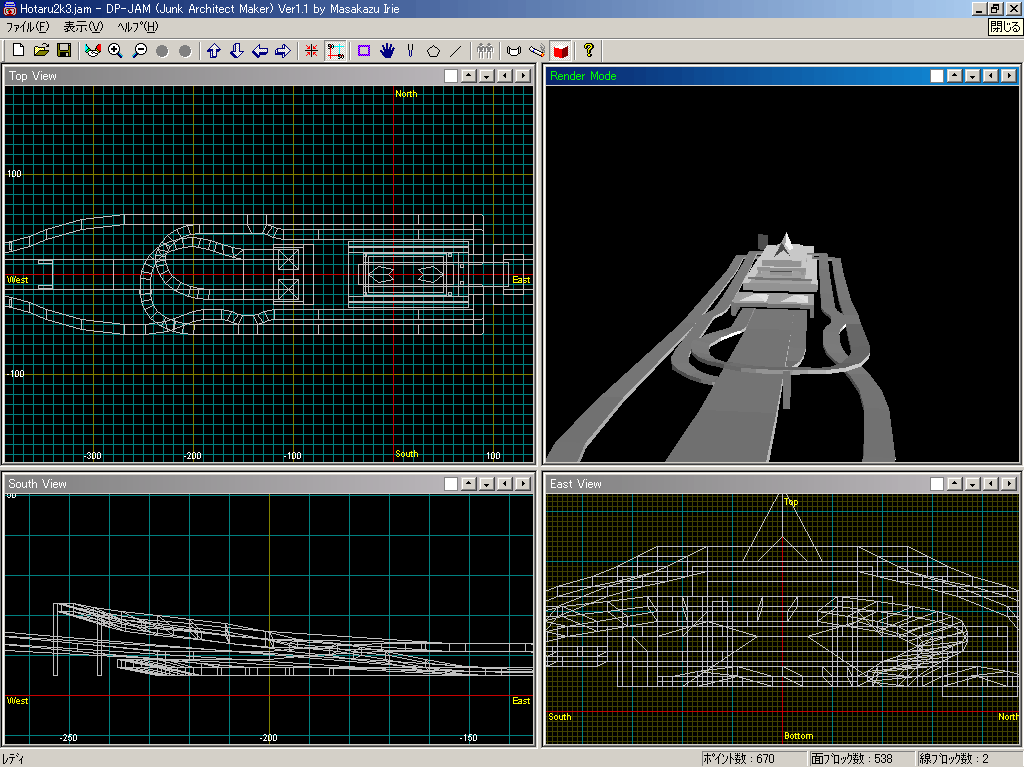 Hotaru2k3.jam - DP-JAM (Junk Architect Maker) Ver1.1 by Masakazu Irie
ﾌｧｲﾙ(F) 表示(V) ﾍﾙﾌﾟ(H)
閉じる
Top View
North
100
West
East
-100
-300 -200 -100 South 100
Render Mode
South View
West
East
-250 -200 -150
East View
Top
South
North
Bottom
ﾚﾃﾞｨ
ﾎﾟｲﾝﾄ数 : 670
面ﾌﾞﾛｯｸ数 : 538
線ﾌﾞﾛｯｸ数 : 2